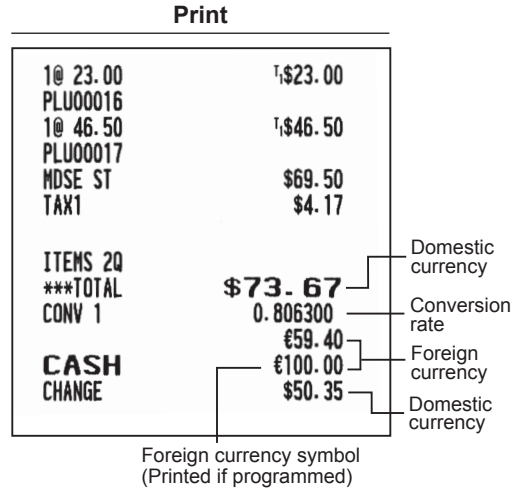 Print
1@ 23.00 T1$23.00
PLU00016
1@ 46.50 T1$46.50
PLU00017
MDSE ST $69.50
TAX1 $4.17
ITEMS 2Q
***TOTAL $73.67
Domestic
currency
CONV 1 0.806300
Conversion
rate
€59.40
CASH €100.00
Foreign
currency
CHANGE $50.35
Domestic
currency
Foreign currency symbol
(Printed if programmed)